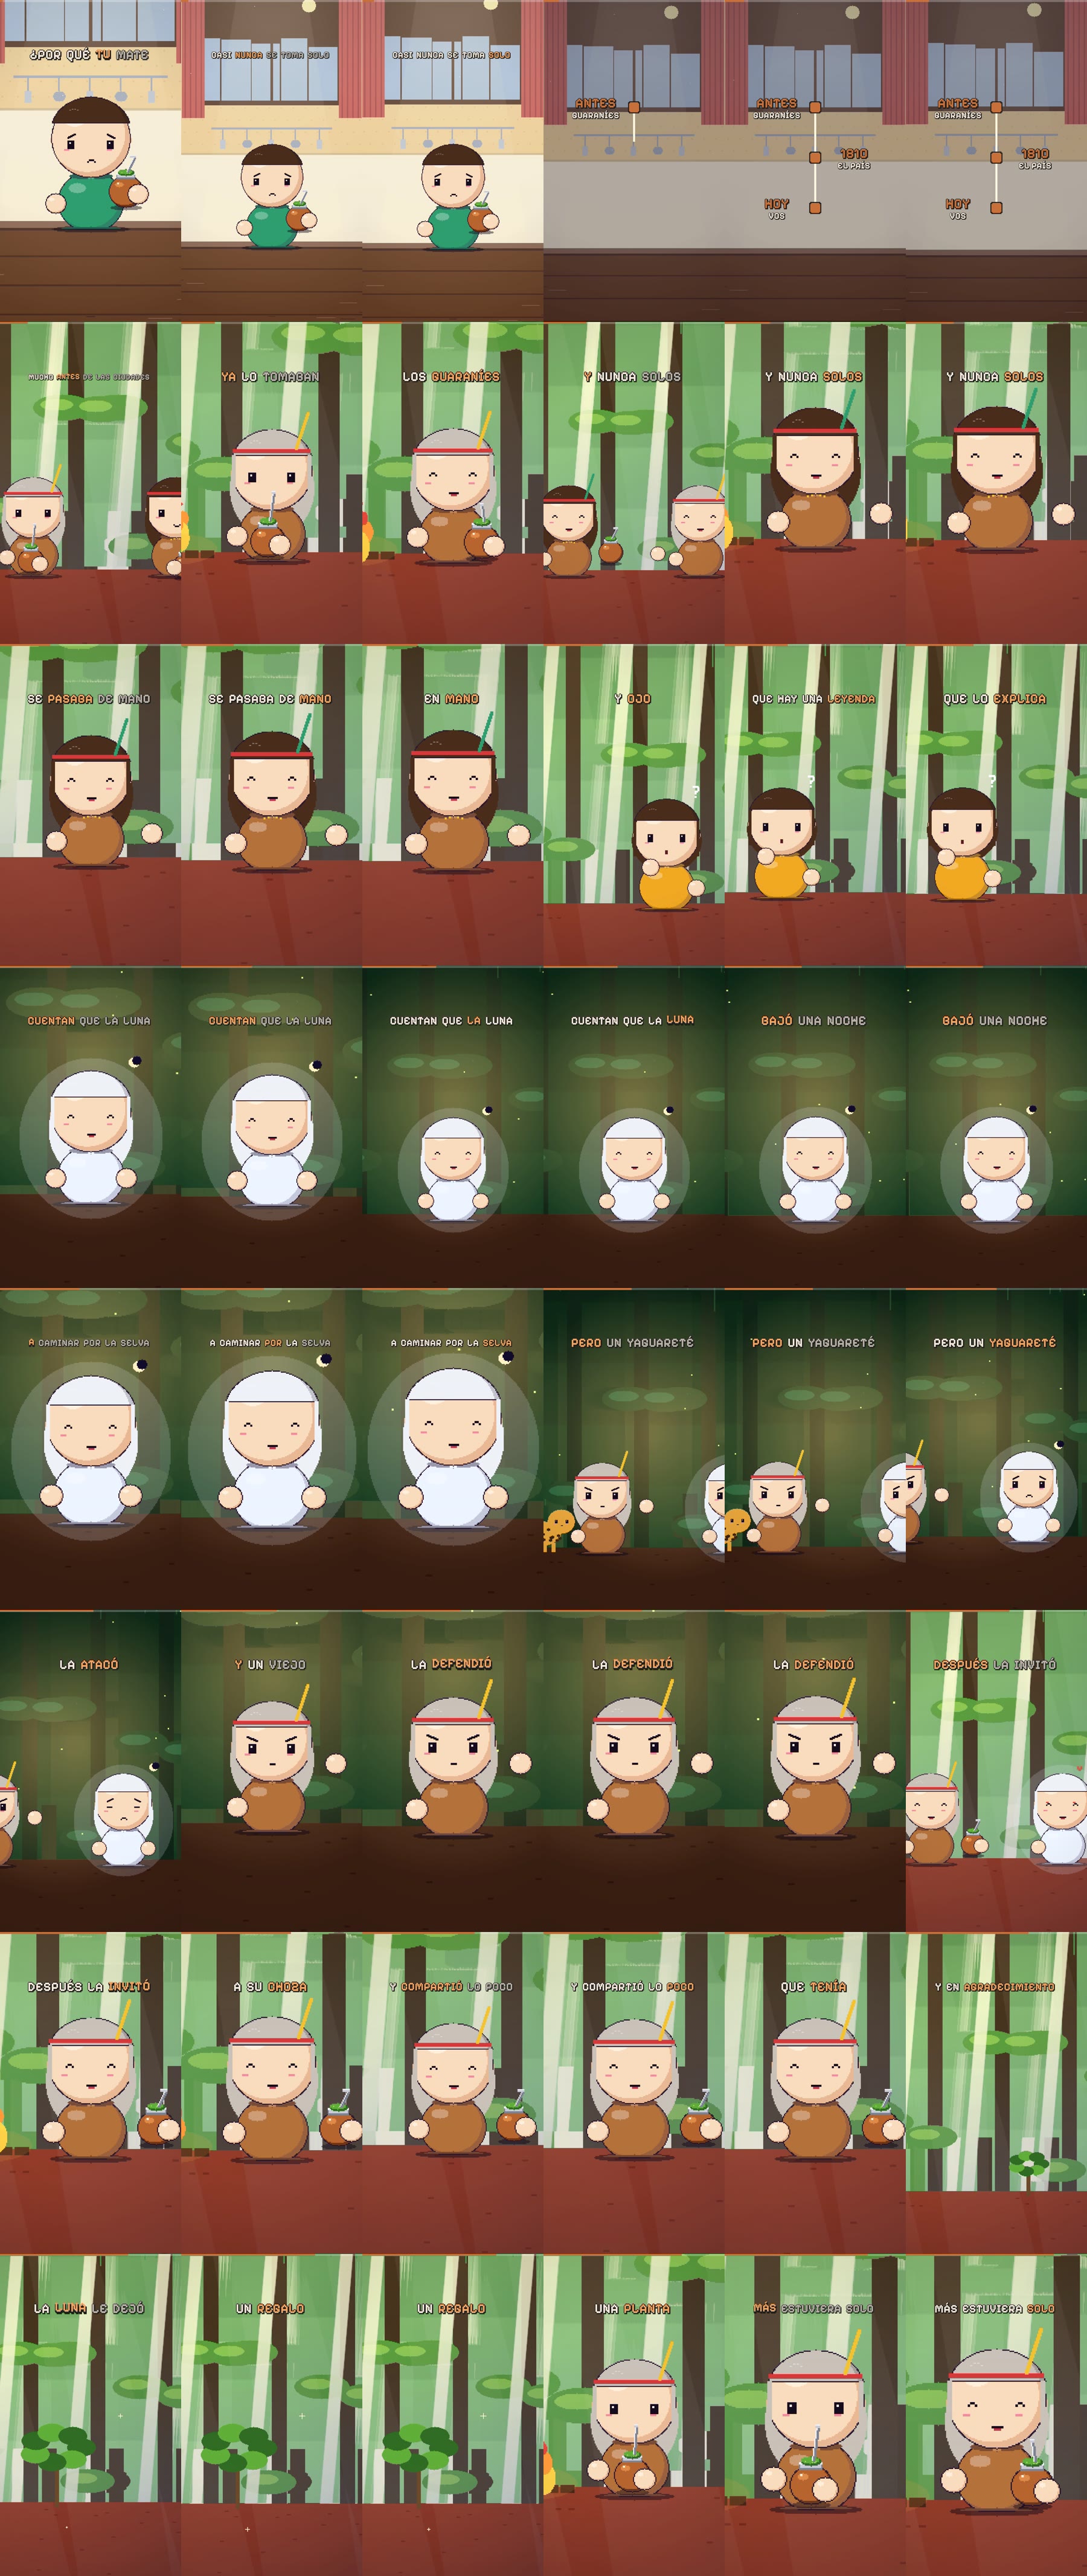 ¿POR QUÉ TU MATE
CASI NUNCA SE TOMA SOLO
CASI NUNCA SE TOMA SOLO
ANTES
GUARANÍES
ANTES
GUARANÍES
1810
EL PAÍS
HOY
VOS
ANTES
GUARANÍES
1810
EL PAÍS
HOY
VOS
MUCHO ANTES DE LAS CIUDADES
YA LO TOMABAN
LOS GUARANÍES
Y NUNCA SOLOS
Y NUNCA SOLOS
Y NUNCA SOLOS
SE PASABA DE MANO
SE PASABA DE MANO
EN MANO
Y OJO
?
QUE HAY UNA LEYENDA
?
QUE LO EXPLICA
?
CUENTAN QUE LA LUNA
CUENTAN QUE LA LUNA
CUENTAN QUE LA LUNA
CUENTAN QUE LA LUNA
BAJÓ UNA NOCHE
BAJÓ UNA NOCHE
A CAMINAR POR LA SELVA
A CAMINAR POR LA SELVA
A CAMINAR POR LA SELVA
PERO UN YAGUARETÉ
PERO UN YAGUARETÉ
PERO UN YAGUARETÉ
LA ATACÓ
Y UN VIEJO
LA DEFENDIÓ
LA DEFENDIÓ
LA DEFENDIÓ
DESPUÉS LA INVITÓ
DESPUÉS LA INVITÓ
A SU CHOZA
Y COMPARTIÓ LO POCO
Y COMPARTIÓ LO POCO
QUE TENÍA
Y EN AGRADECIMIENTO
LA LUNA LE DEJÓ
UN REGALO
UN REGALO
UNA PLANTA
MÁS ESTUVIERA SOLO
MÁS ESTUVIERA SOLO